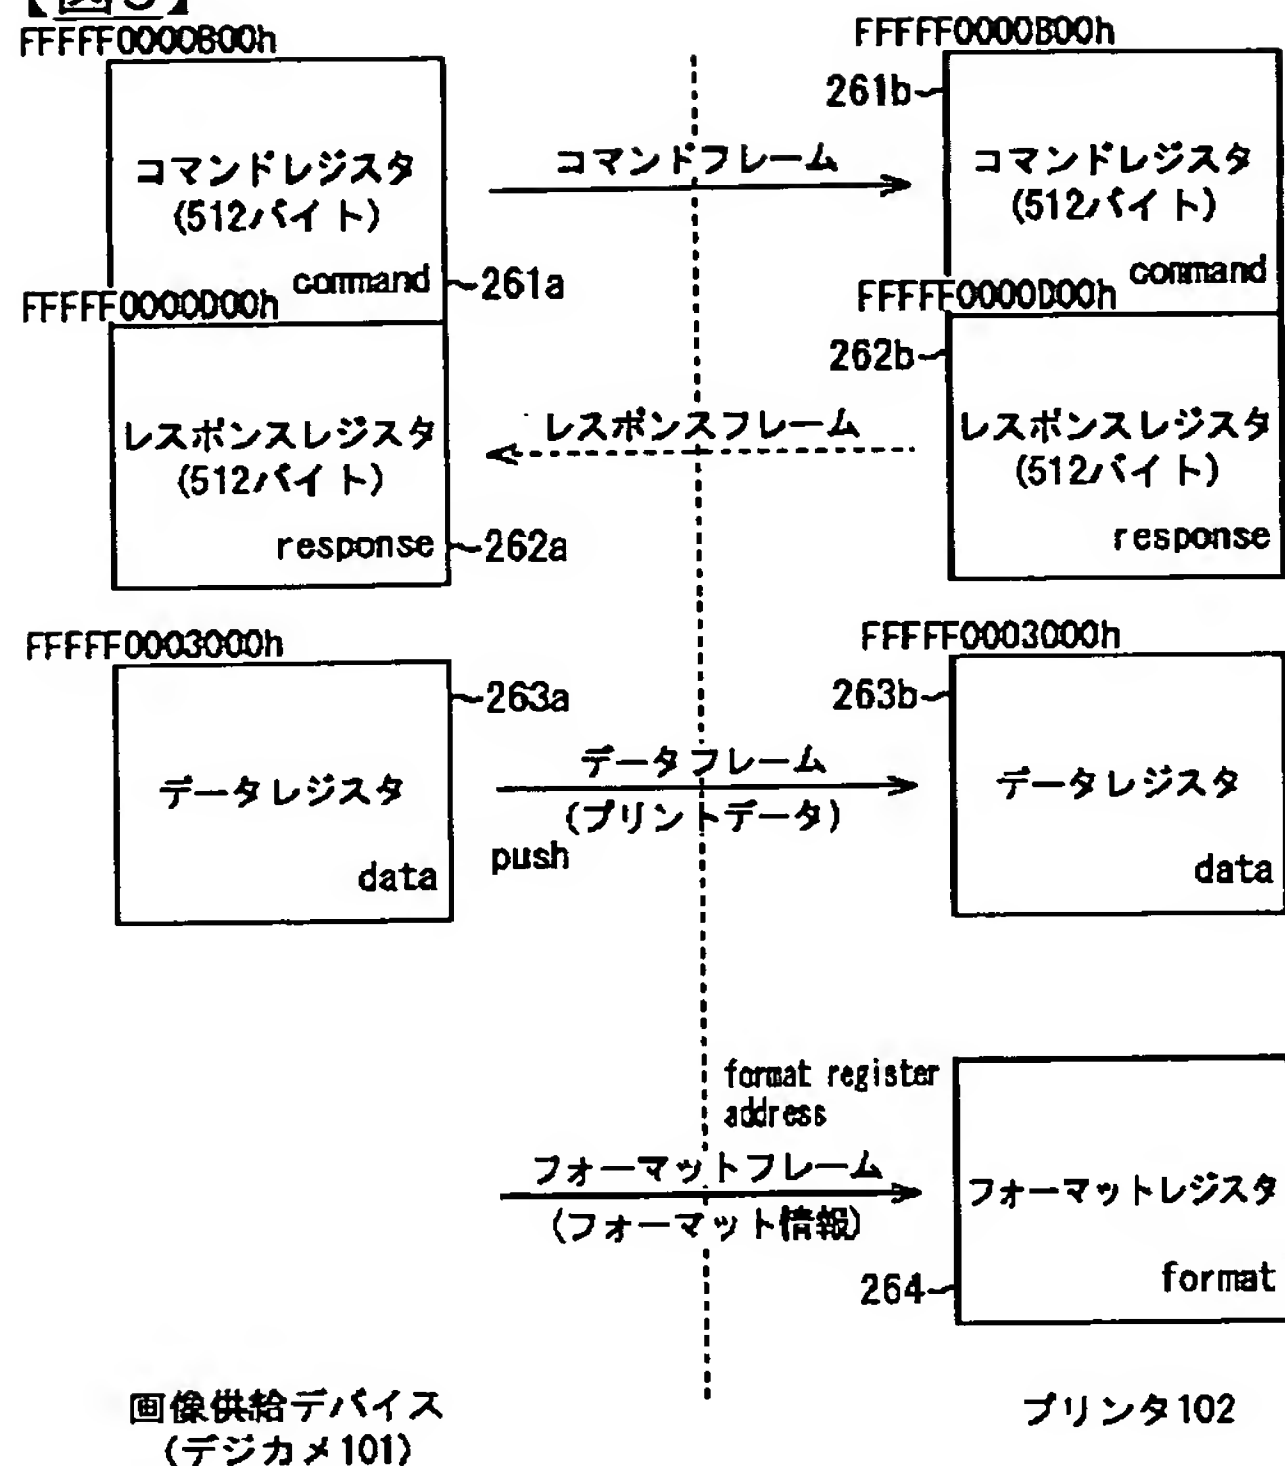 FFFFF0000B00h
コマンドレジスタ
(512バイト)
command
261a
FFFFF0000D00h
レスポンスレジスタ
(512バイト)
response
262a
FFFFF0003000h
263a
データレジスタ
data
コマンドフレーム
レスポンスフレーム
データフレーム
(プリントデータ)
push
format register
address
フォーマットフレーム
(フォーマット情報)
FFFFF0000B00h
261b
コマンドレジスタ
(512バイト)
command
FFFFF0000D00h
262b
レスポンスレジスタ
(512バイト)
response
FFFFF0003000h
263b
データレジスタ
data
フォーマットレジスタ
format
264
画像供給デバイス
(デジカメ101)
プリンタ102